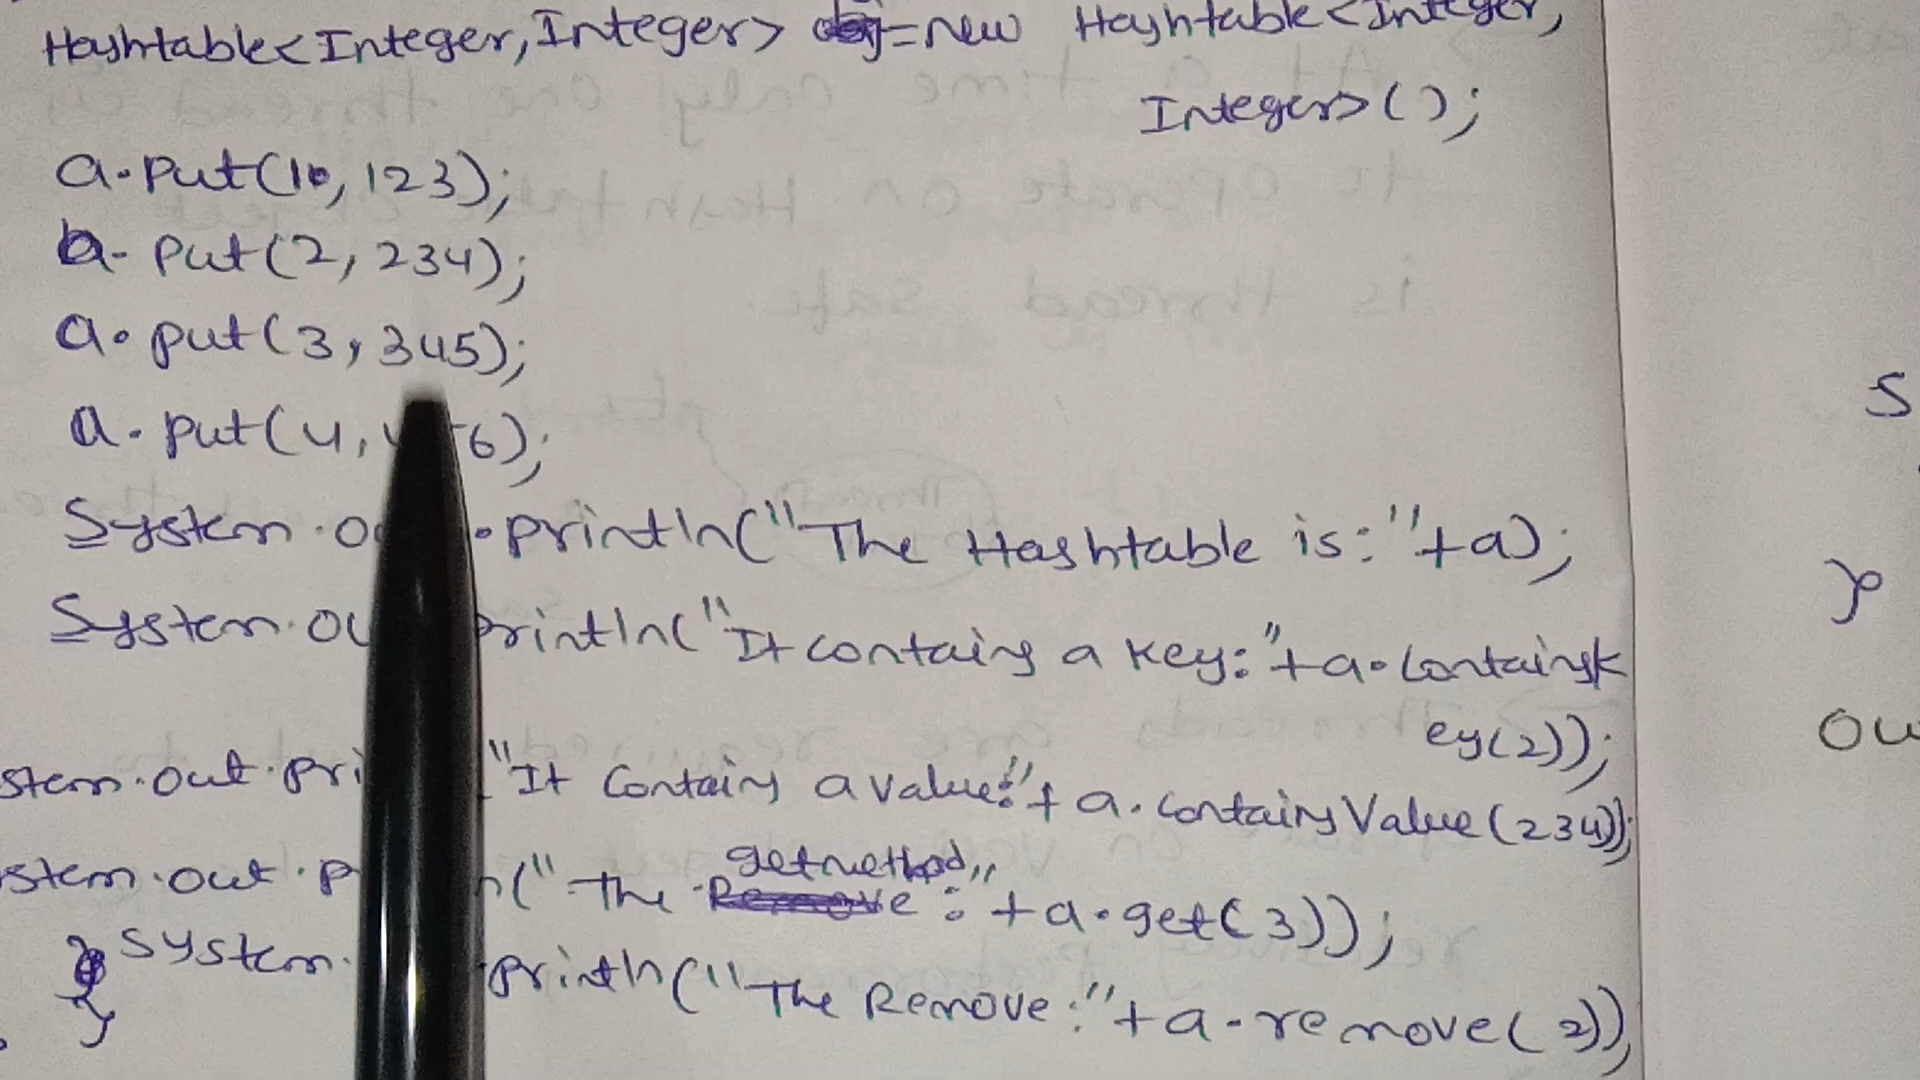 Hashtable<Integer, Integer> =new Hashtable<Integer,
Integer>();
a.put(10, 123);
a. put(2, 234);
a.put(3, 345);
a.put(4, 6);
System.o .println("The Hashtable is:"+a);
System.ou println("It contains a key:"+a.containsk
ey(2));
stem.out.pri "It contains a value:"+ a.containsValue(234));
getmethod"
stem.out.p n("The Remove: +a.get(3));
System. println("The Remove:"+a.remove(2));
}
S
}
Ou